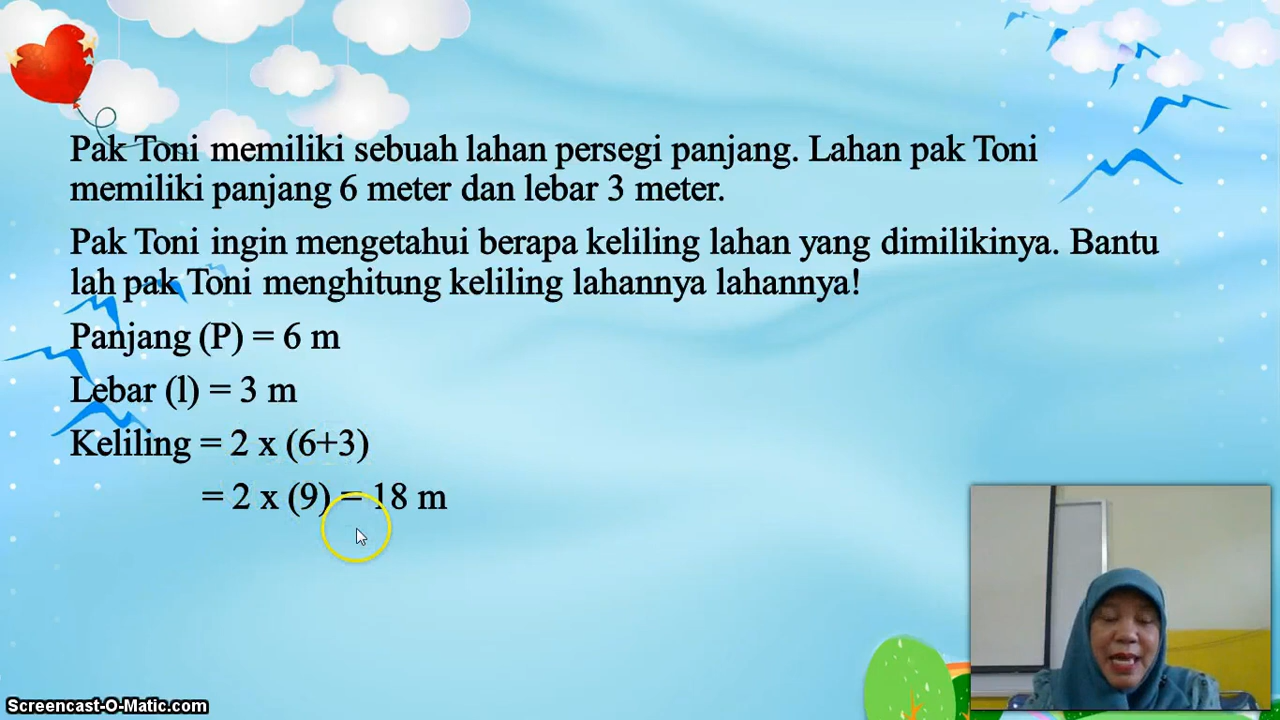 Pak Toni memiliki sebuah lahan persegi panjang. Lahan pak Toni
memiliki panjang 6 meter dan lebar 3 meter.
Pak Toni ingin mengetahui berapa keliling lahan yang dimilikinya. Bantu
lah pak Toni menghitung keliling lahannya lahannya!
Panjang (P) = 6 m
Lebar (l) = 3 m
Keliling = 2 x (6+3)
= 2 x (9) = 18 m
Screencast-O-Matic.com